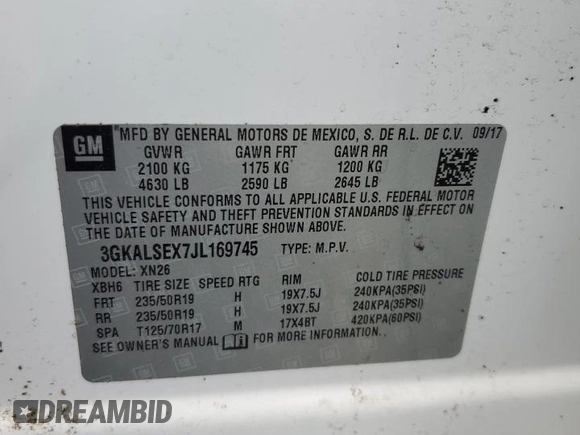 GM
MFD BY GENERAL MOTORS DE MEXICO, S. DE R.L. DE C.V. 09/17
GVWR GAWR FRT GAWR RR
2100 KG 1175 KG 1200 KG
4630 LB 2590 LB 2645 LB
THIS VEHICLE CONFORMS TO ALL APPLICABLE U.S. FEDERAL MOTOR
VEHICLE SAFETY AND THEFT PREVENTION STANDARDS IN EFFECT ON
THE DATE OF MANUFACTURE SHOWN ABOVE.
3GKALSEX7JL169745 TYPE: M.P.V.
MODEL: XN26
XBH6 TIRE SIZE SPEED RTG RIM COLD TIRE PRESSURE
FRT 235/50R19 H 19X7.5J 240KPA(35PSI)
RR 235/50R19 H 19X7.5J 240KPA(35PSI)
SPA T125/70R17 M 17X4BT 420KPA(60PSI)
SEE OWNER'S MANUAL FOR MORE INFORMATION.
DREAMBID